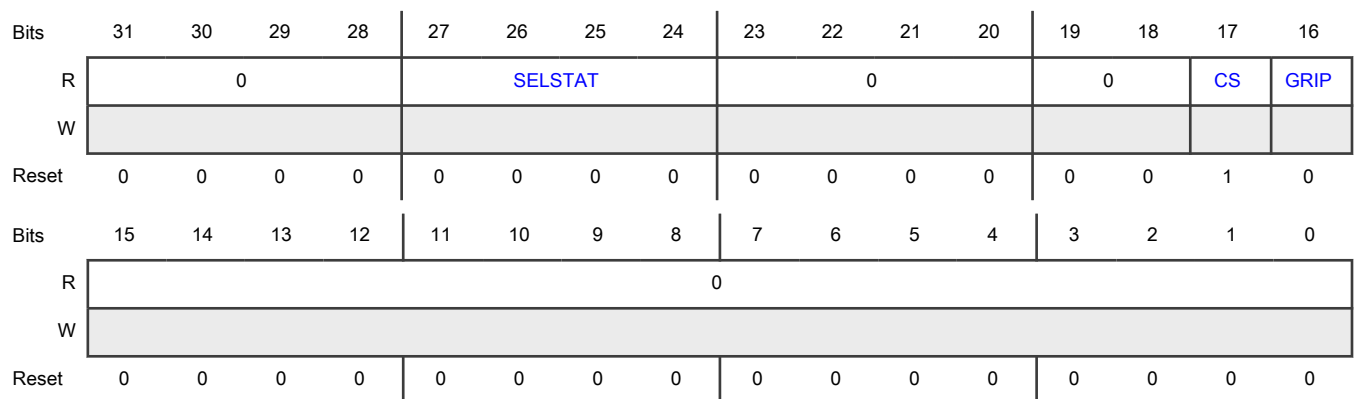 Bits 31 30 29 28 27 26 25 24 23 22 21 20 19 18 17 16
R 0 SELSTAT 0 0 CS GRIP
W
Reset 0 0 0 0 0 0 0 0 0 0 0 0 0 0 1 0
Bits 15 14 13 12 11 10 9 8 7 6 5 4 3 2 1 0
R 0
W
Reset 0 0 0 0 0 0 0 0 0 0 0 0 0 0 0 0